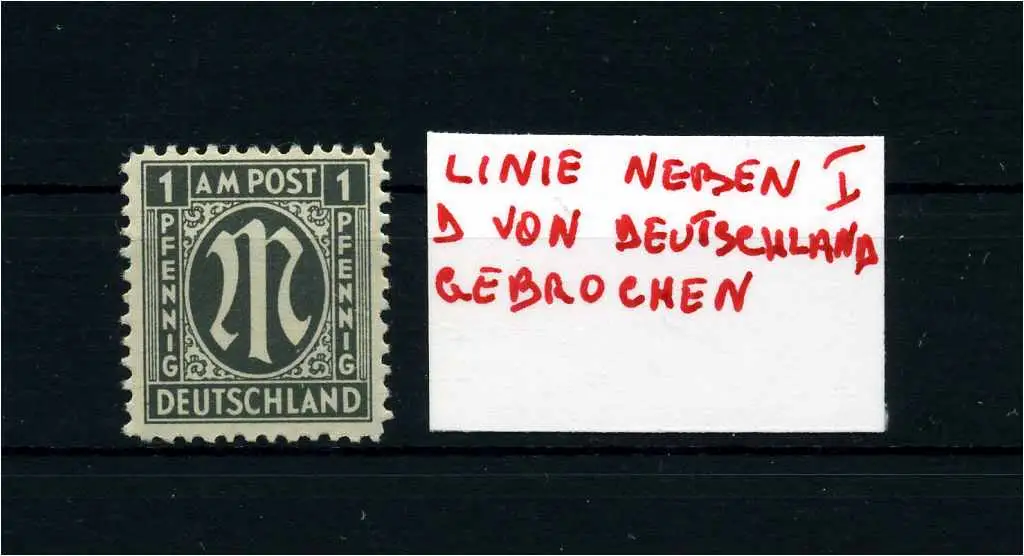 1 AM POST 1
PFENNIG
PFENNIG
DEUTSCHLAND
LINIE NEBEN I
D VON DEUTSCHLAND
GEBROCHEN